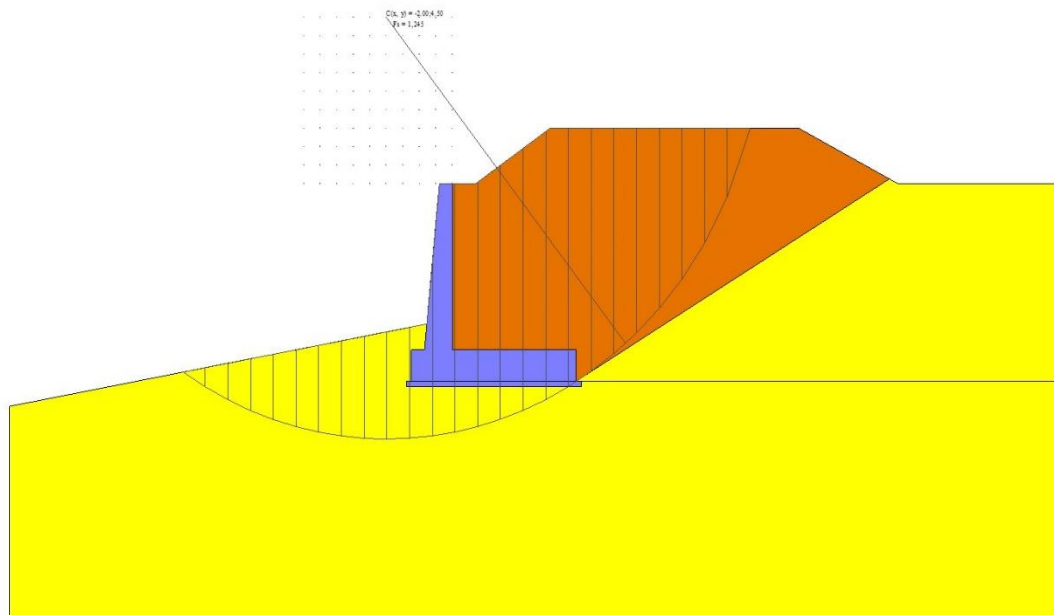 C(x, y) = -2,00;4,50
Fs = 1,245